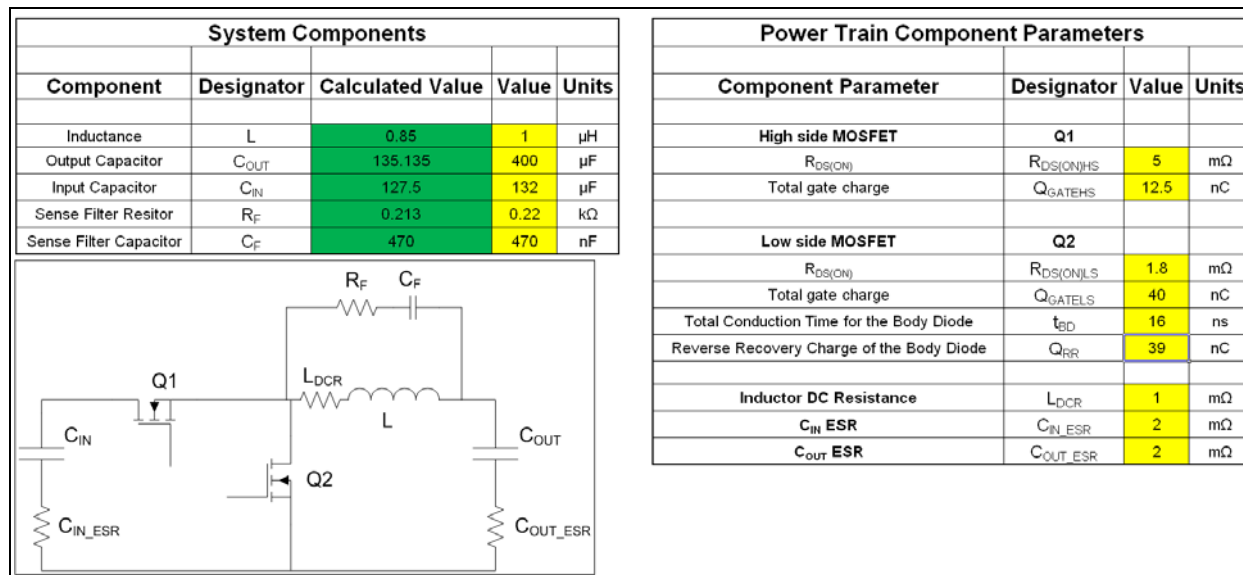 System Components
Component Designator Calculated Value Value Units
Inductance L 0.85 1 µH
Output Capacitor COUT 135.135 400 µF
Input Capacitor CIN 127.5 132 µF
Sense Filter Resitor RF 0.213 0.22 kΩ
Sense Filter Capacitor CF 470 470 nF
RF CF
Q1
LDCR
L
CIN
COUT
Q2
CIN_ESR
COUT_ESR
Power Train Component Parameters
Component Parameter Designator Value Units
High side MOSFET Q1
RDS(ON) RDS(ON)HS 5 mΩ
Total gate charge QGATEHS 12.5 nC
Low side MOSFET Q2
RDS(ON) RDS(ON)LS 1.8 mΩ
Total gate charge QGATELS 40 nC
Total Conduction Time for the Body Diode tBD 16 ns
Reverse Recovery Charge of the Body Diode QRR 39 nC
Inductor DC Resistance LDCR 1 mΩ
CIN ESR CIN_ESR 2 mΩ
COUT ESR COUT_ESR 2 mΩ